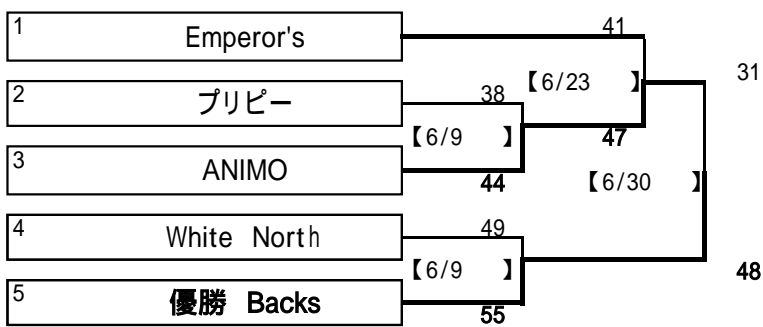 1 Emperor's 41
31
2 プリピー 38 【6/23 】
【6/9 】 47
3 ANIMO 44 【6/30 】
4 White North 49
【6/9 】 48
5 優勝 Backs 55